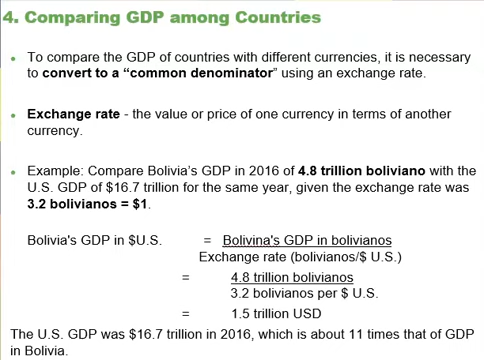 4. Comparing GDP among Countries
• To compare the GDP of countries with different currencies, it is necessary
to convert to a “common denominator” using an exchange rate.
• Exchange rate - the value or price of one currency in terms of another
currency.
• Example: Compare Bolivia's GDP in 2016 of 4.8 trillion boliviano with the
U.S. GDP of $16.7 trillion for the same year, given the exchange rate was
3.2 bolivianos = $1.
Bolivia's GDP in $U.S. = Bolivina's GDP in bolivianos
Exchange rate (bolivianos/$ U.S.)
= 4.8 trillion bolivianos
3.2 bolivianos per $ U.S.
= 1.5 trillion USD
The U.S. GDP was $16.7 trillion in 2016, which is about 11 times that of GDP
in Bolivia.